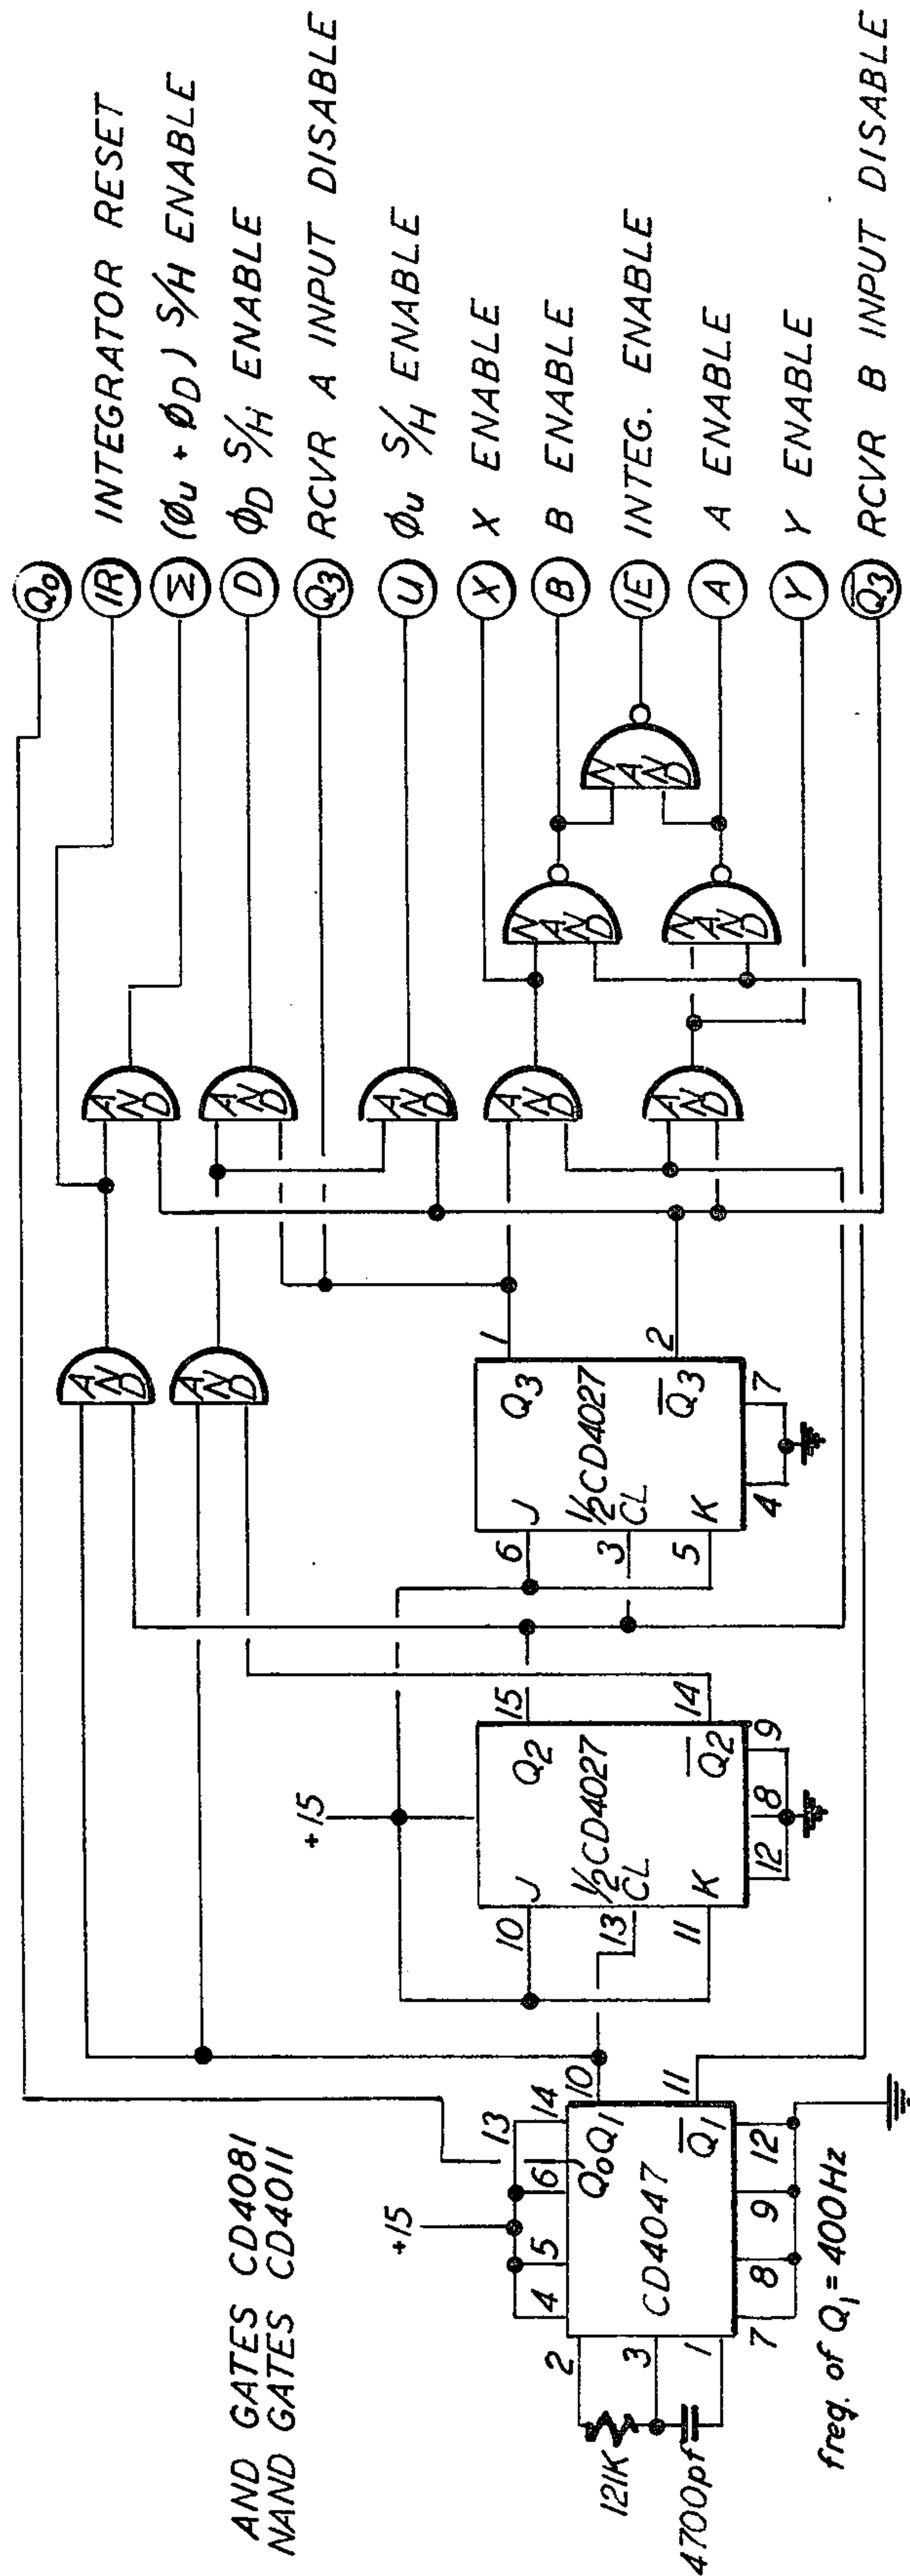 AND GATES CD4081
NAND GATES CD4011
Q0
IR INTEGRATOR RESET
Σ (ØU + ØD) S/H ENABLE
D ØD S/H ENABLE
Q3 RCVR A INPUT DISABLE
U ØU S/H ENABLE
X X ENABLE
B B ENABLE
IE INTEG. ENABLE
A A ENABLE
Y Y ENABLE
Q̅3 RCVR B INPUT DISABLE
AND
AND
AND
AND
AND
AND
AND
NAND
NAND
NAND
+15
4 5 6 13 14
Q0 Q1
10
CD4047
Q̅1
11
2
3
1
121K
4700pf
7 8 9 12
freq. of Q1 = 400Hz
+15
10
J
Q2
15
13
1/2 CD4027
CL
11
K
Q̅2
14
12 8 9
6
J
Q3
1
3
1/2 CD4027
CL
5
K
Q̅3
2
4 7